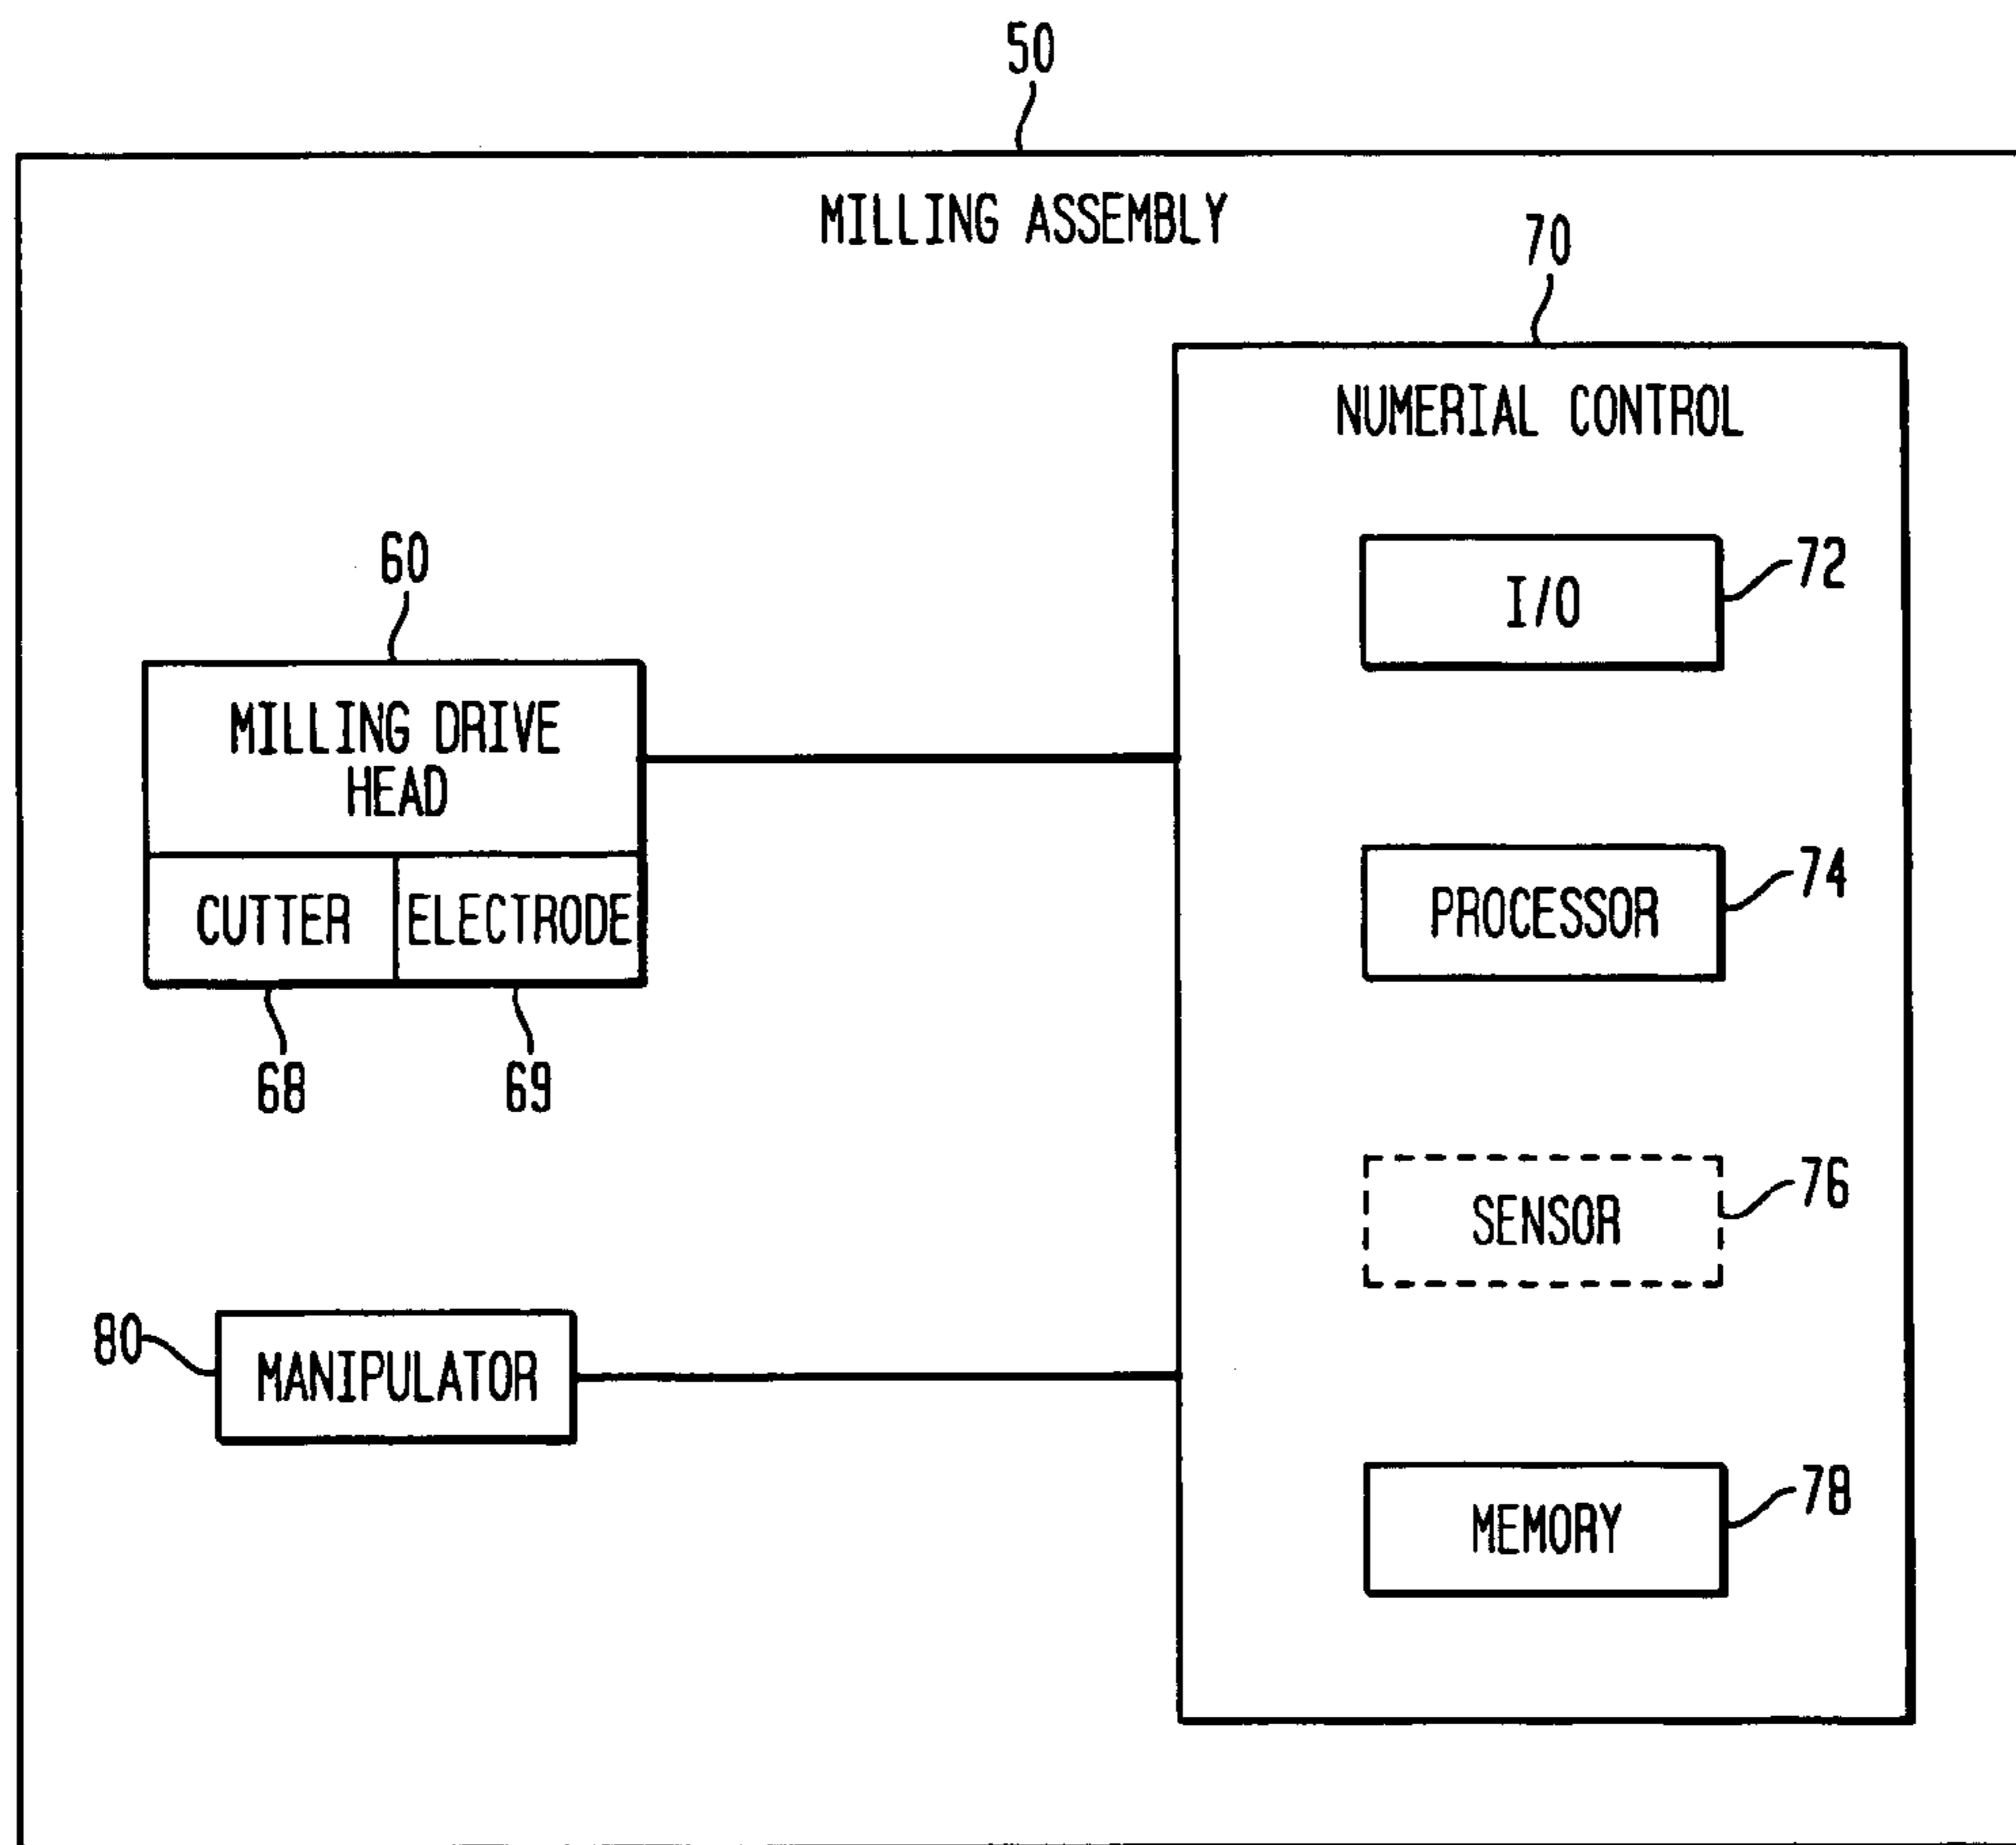 50
MILLING ASSEMBLY
70
NUMERIAL CONTROL
60
I/O
72
MILLING DRIVE
HEAD
PROCESSOR
74
CUTTER
ELECTRODE
68
69
SENSOR
76
80
MANIPULATOR
MEMORY
78